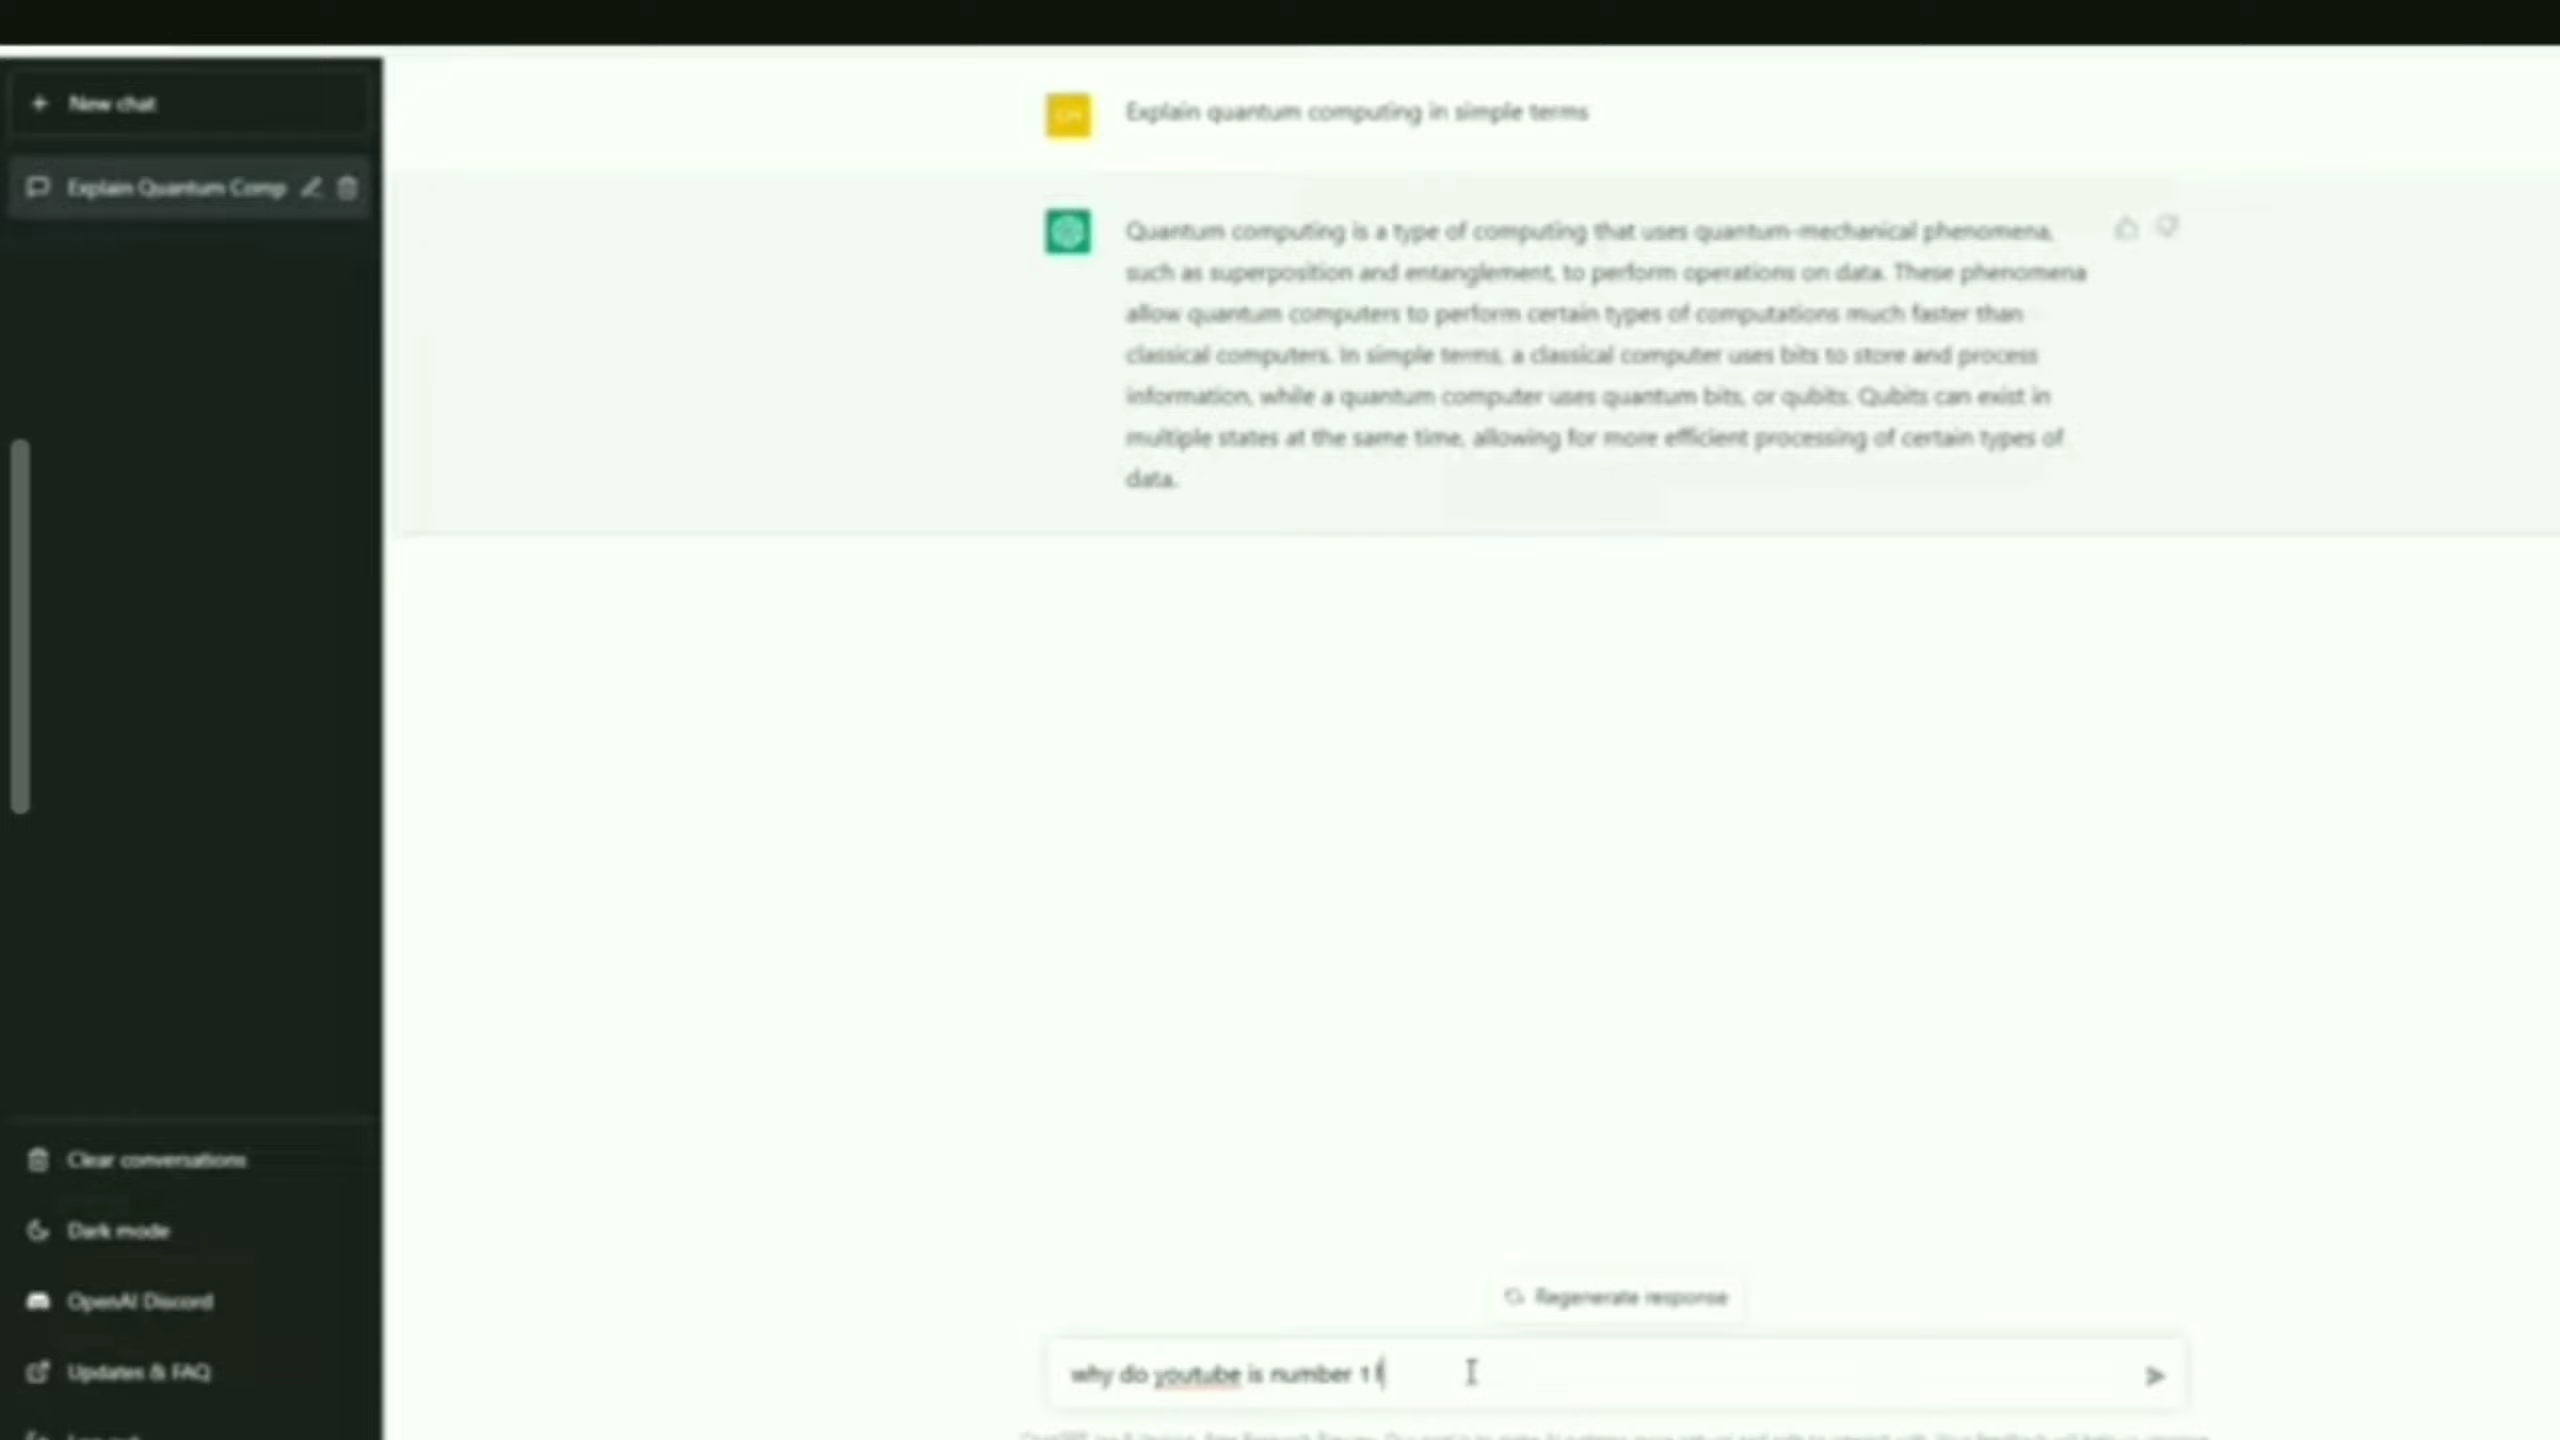 New chat
Explain Quantum Comp
Explain quantum computing in simple terms
Quantum computing is a type of computing that uses quantum-mechanical phenomena,
such as superposition and entanglement, to perform operations on data. These phenomena
allow quantum computers to perform certain types of computations much faster than
classical computers. In simple terms, a classical computer uses bits to store and process
information, while a quantum computer uses quantum bits, or qubits. Qubits can exist in
multiple states at the same time, allowing for more efficient processing of certain types of
data.
Clear conversations
Dark mode
OpenAI Discord
Updates & FAQ
Regenerate response
why do youtube is number 1 f